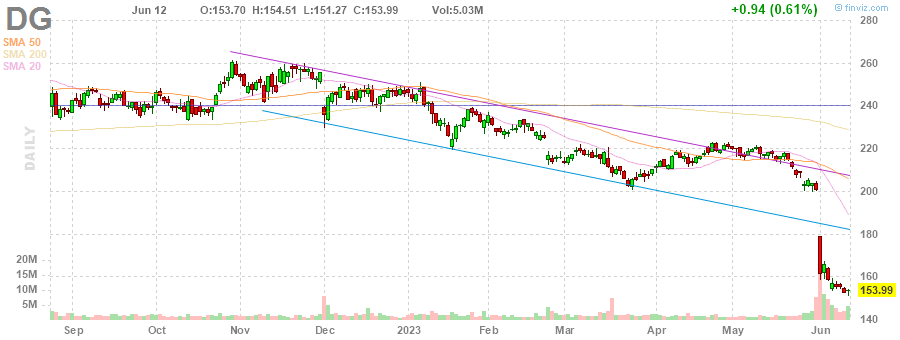 DG Jun 12 O:153.70 H:154.51 L:151.27 C:153.99 Vol:5.03M +0.94 (0.61%) © finviz.com
SMA 50
SMA 200
SMA 20
DAILY
280
260
240
220
200
180
160
153.99
140
20M
15M
10M
5M
Sep Oct Nov Dec 2023 Feb Mar Apr May Jun